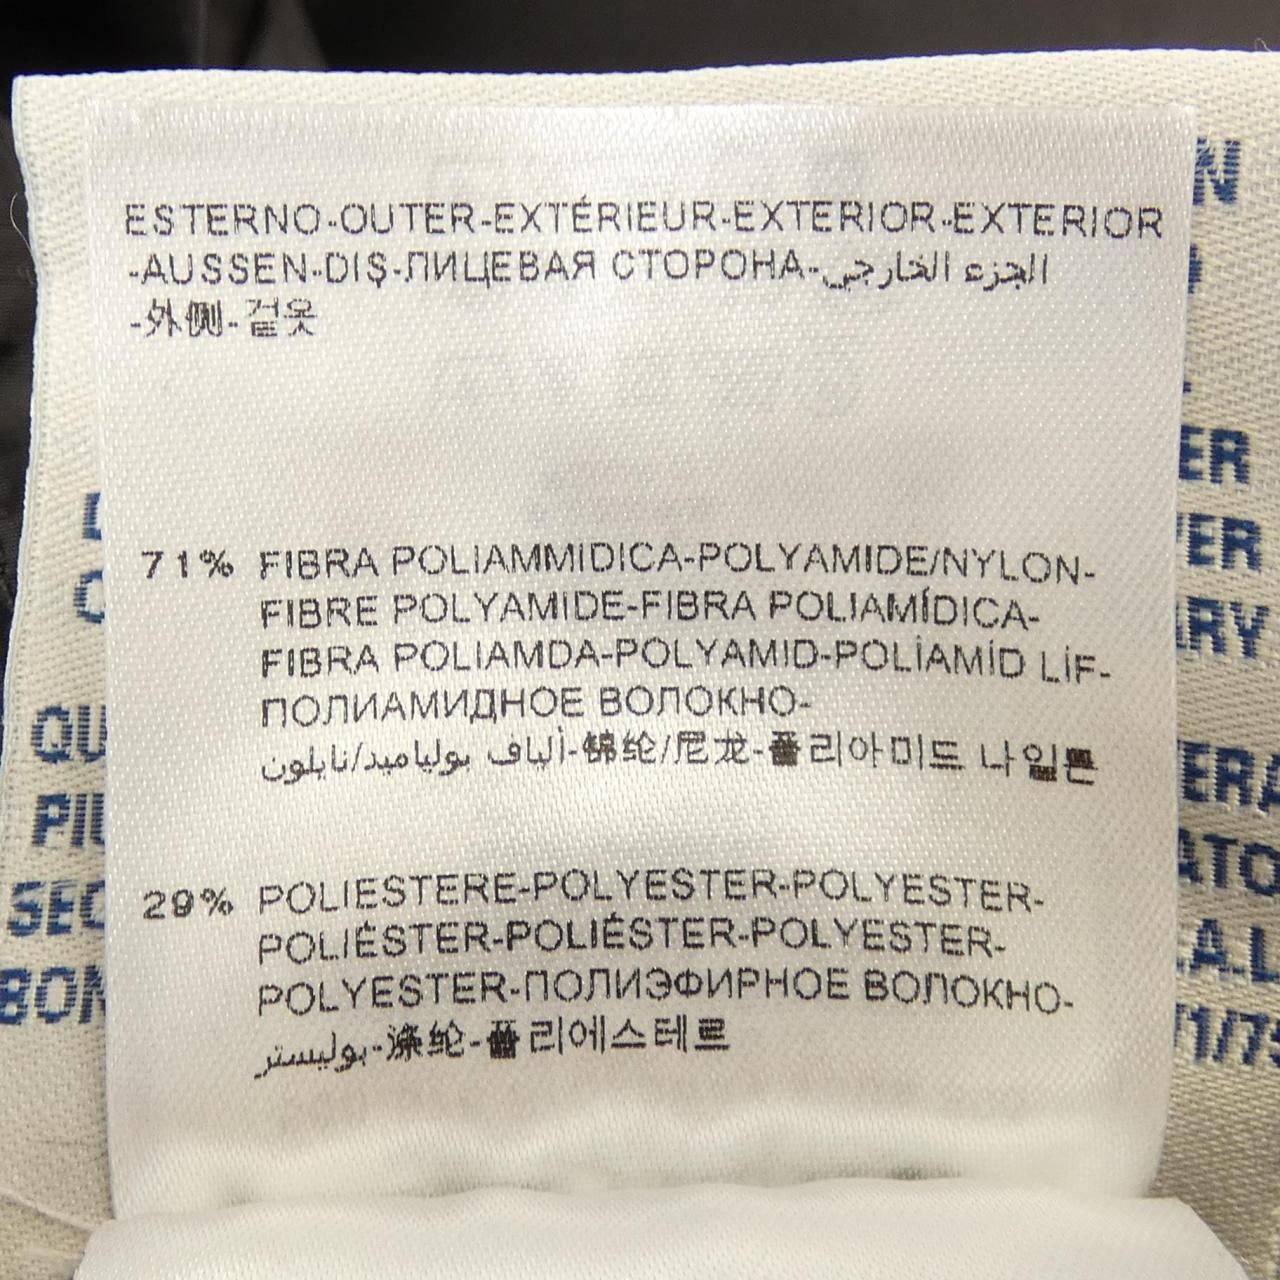 ESTERNO-OUTER-EXTÉRIEUR-EXTERIOR-EXTERIOR
-AUSSEN-DIŞ-ЛИЦЕВАЯ СТОРОНА-الجزء الخارجي
-外侧-겉옷
71% FIBRA POLIAMMIDICA-POLYAMIDE/NYLON-
FIBRE POLYAMIDE-FIBRA POLIAMÍDICA-
FIBRA POLIAMDA-POLYAMID-POLİAMİD LİF-
ПОЛИАМИДНОЕ ВОЛОКНО-
ألياف بولياميد/نايلون-锦纶/尼龙-폴리아미드 나일론
29% POLIESTERE-POLYESTER-POLYESTER-
POLIÉSTER-POLIÉSTER-POLYESTER-
POLYESTER-ПОЛИЭФИРНОЕ ВОЛОКНО-
بوليستر-涤纶-폴리에스테르